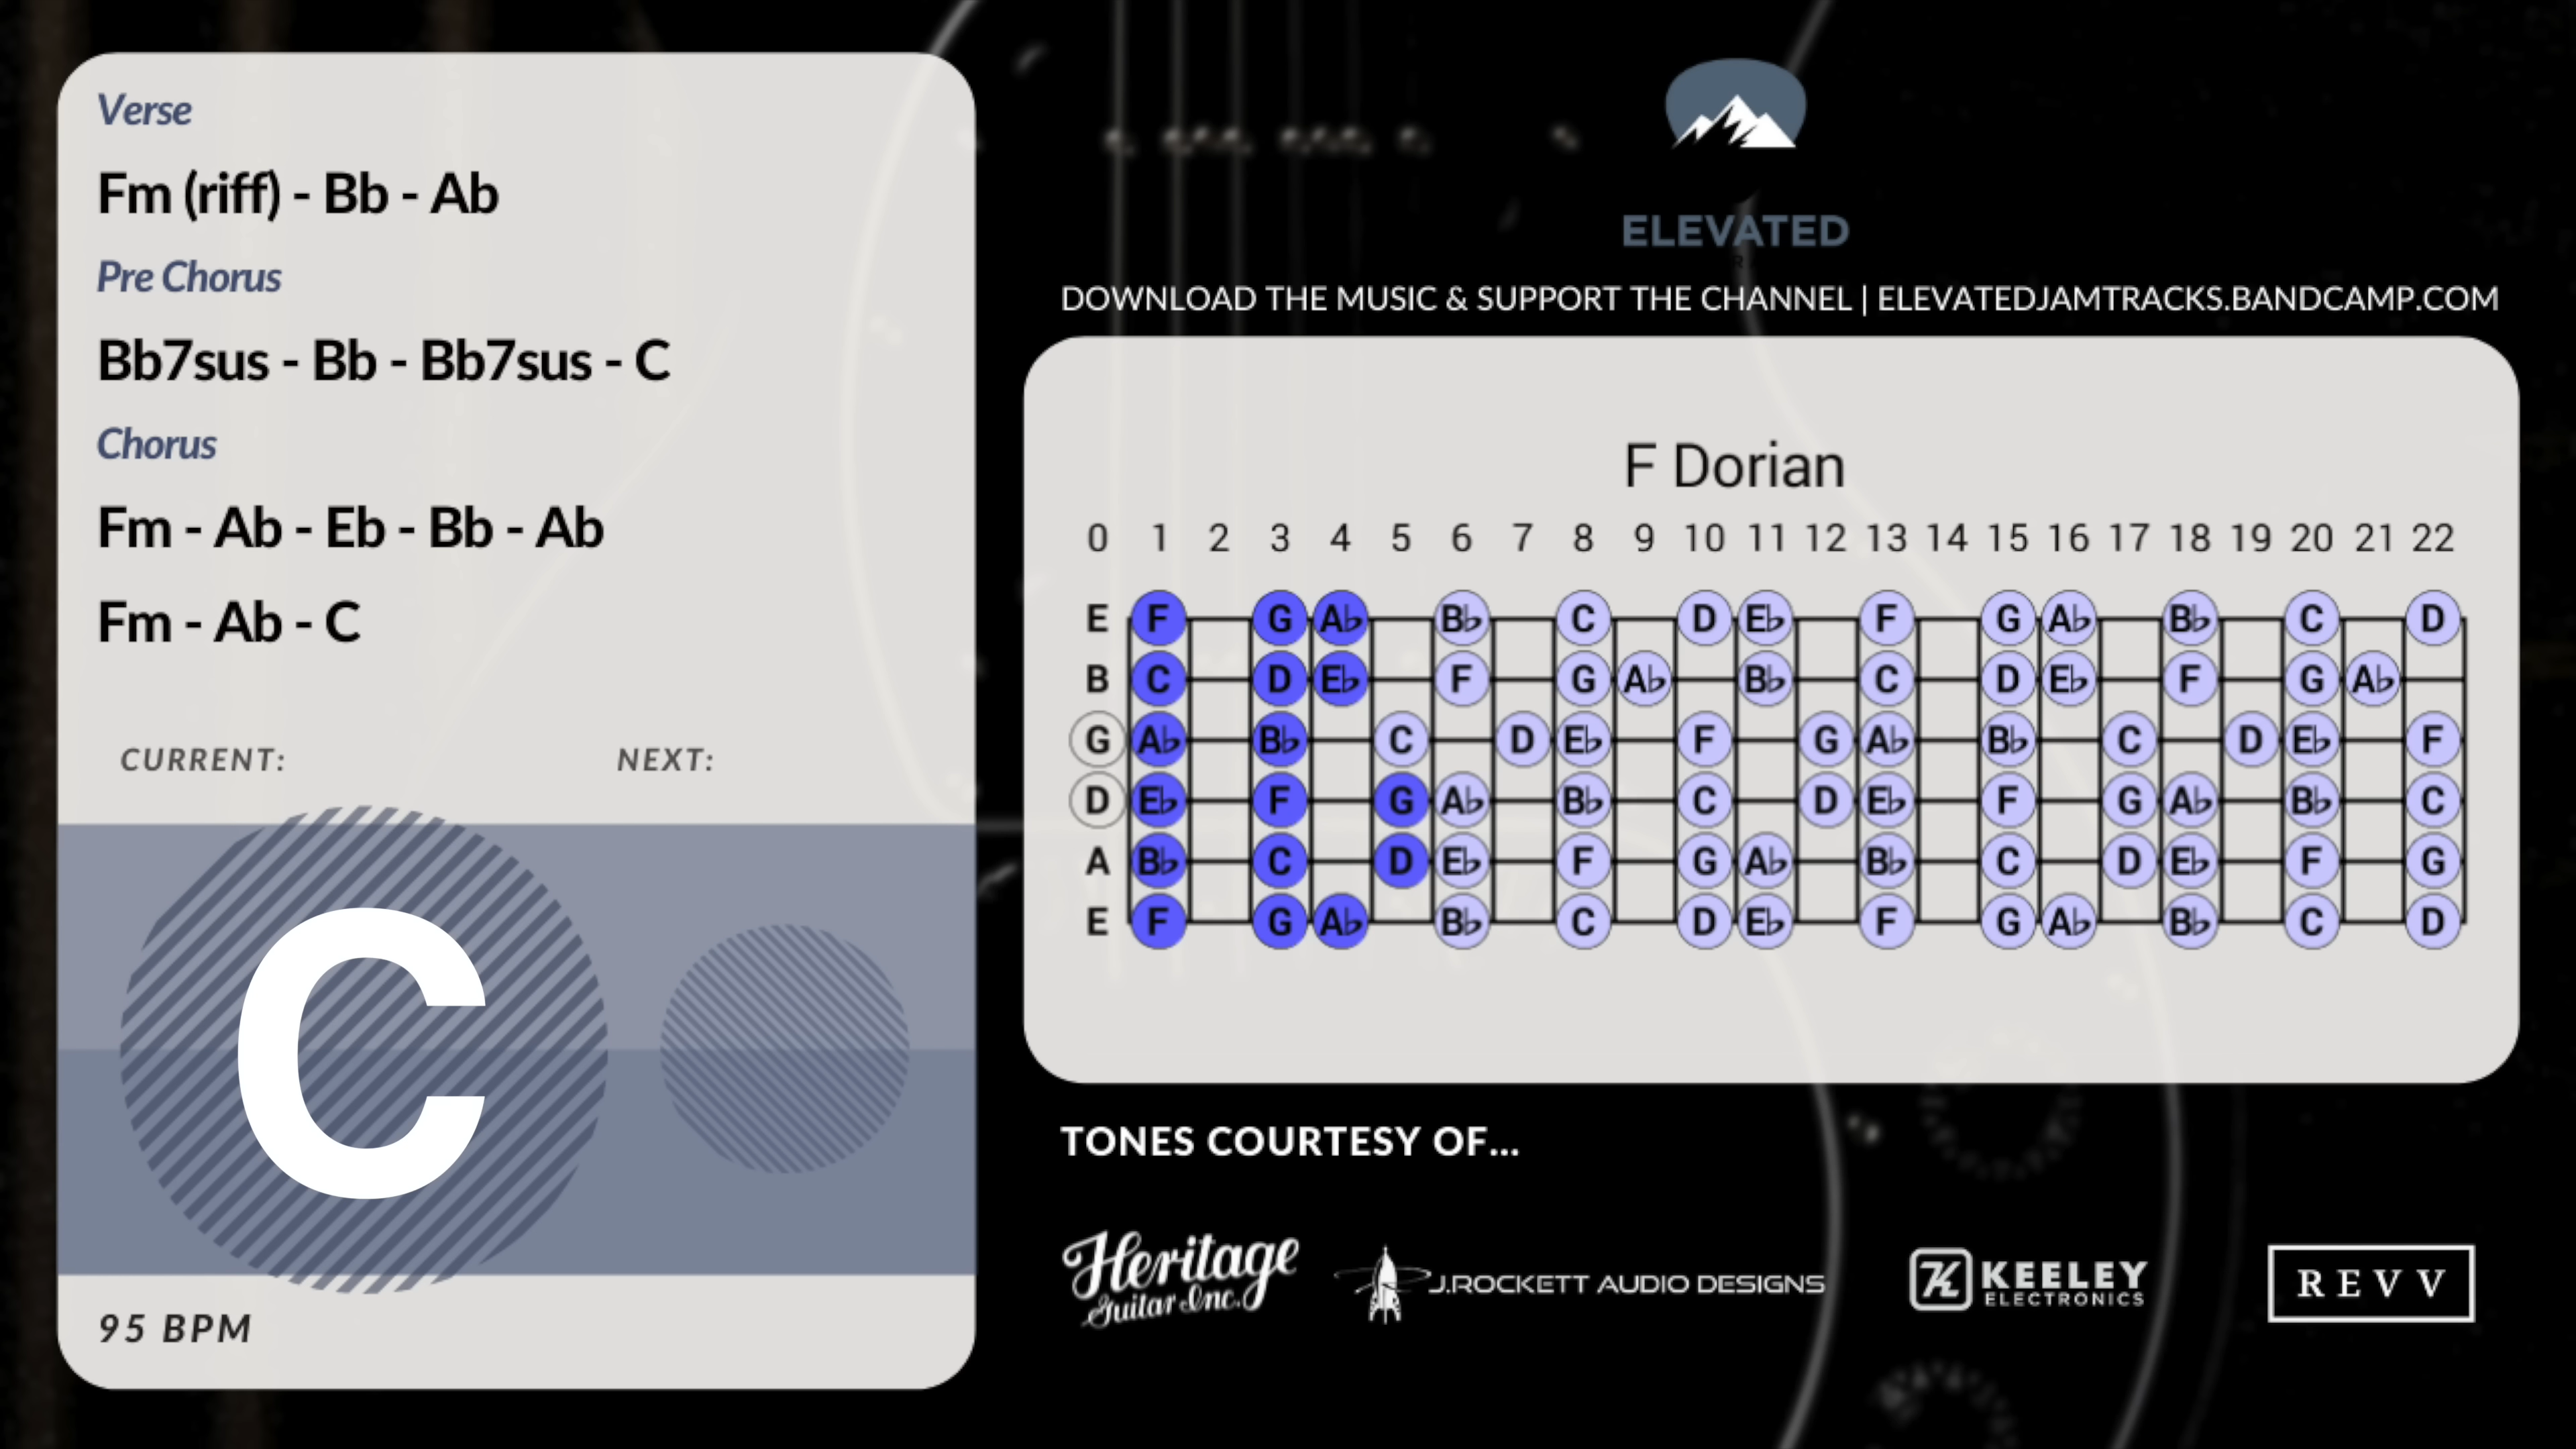 Verse
Fm (riff) - Bb - Ab
Pre Chorus
Bb7sus - Bb - Bb7sus - C
Chorus
Fm - Ab - Eb - Bb - Ab
Fm - Ab - C
CURRENT:
NEXT:
C
95 BPM
ELEVATED
DOWNLOAD THE MUSIC & SUPPORT THE CHANNEL | ELEVATEDJAMTRACKS.BANDCAMP.COM
F Dorian
0 1 2 3 4 5 6 7 8 9 10 11 12 13 14 15 16 17 18 19 20 21 22
E F G A♭ B♭ C D E♭ F G A♭ B♭ C D
B C D E♭ F G A♭ B♭ C D E♭ F G A♭
G A♭ B♭ C D E♭ F G A♭ B♭ C D E♭ F
D E♭ F G A♭ B♭ C D E♭ F G A♭ B♭ C
A B♭ C D E♭ F G A♭ B♭ C D E♭ F G
E F G A♭ B♭ C D E♭ F G A♭ B♭ C D
TONES COURTESY OF...
Heritage
Guitar Inc.
J.ROCKETT AUDIO DESIGNS
KEELEY
ELECTRONICS
REVV